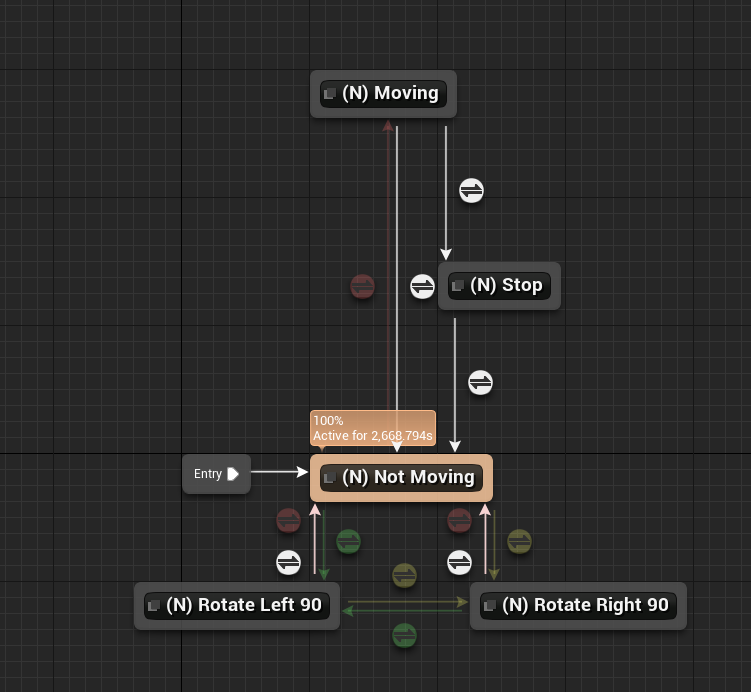 (N) Moving
(N) Stop
100%
Active for 2,668.794s
Entry
(N) Not Moving
(N) Rotate Left 90
(N) Rotate Right 90